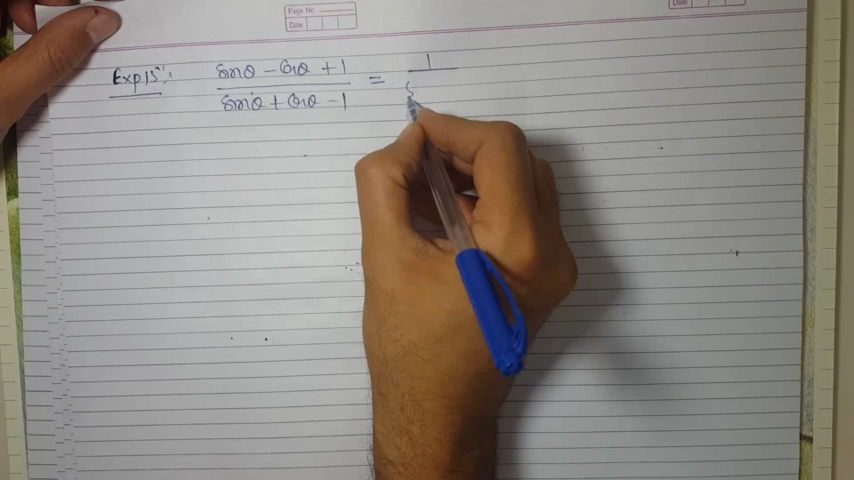 Page No.
Date
Date
Exp 15:
sinθ - cosθ + 1 / sinθ + cosθ - 1 = 1 / s